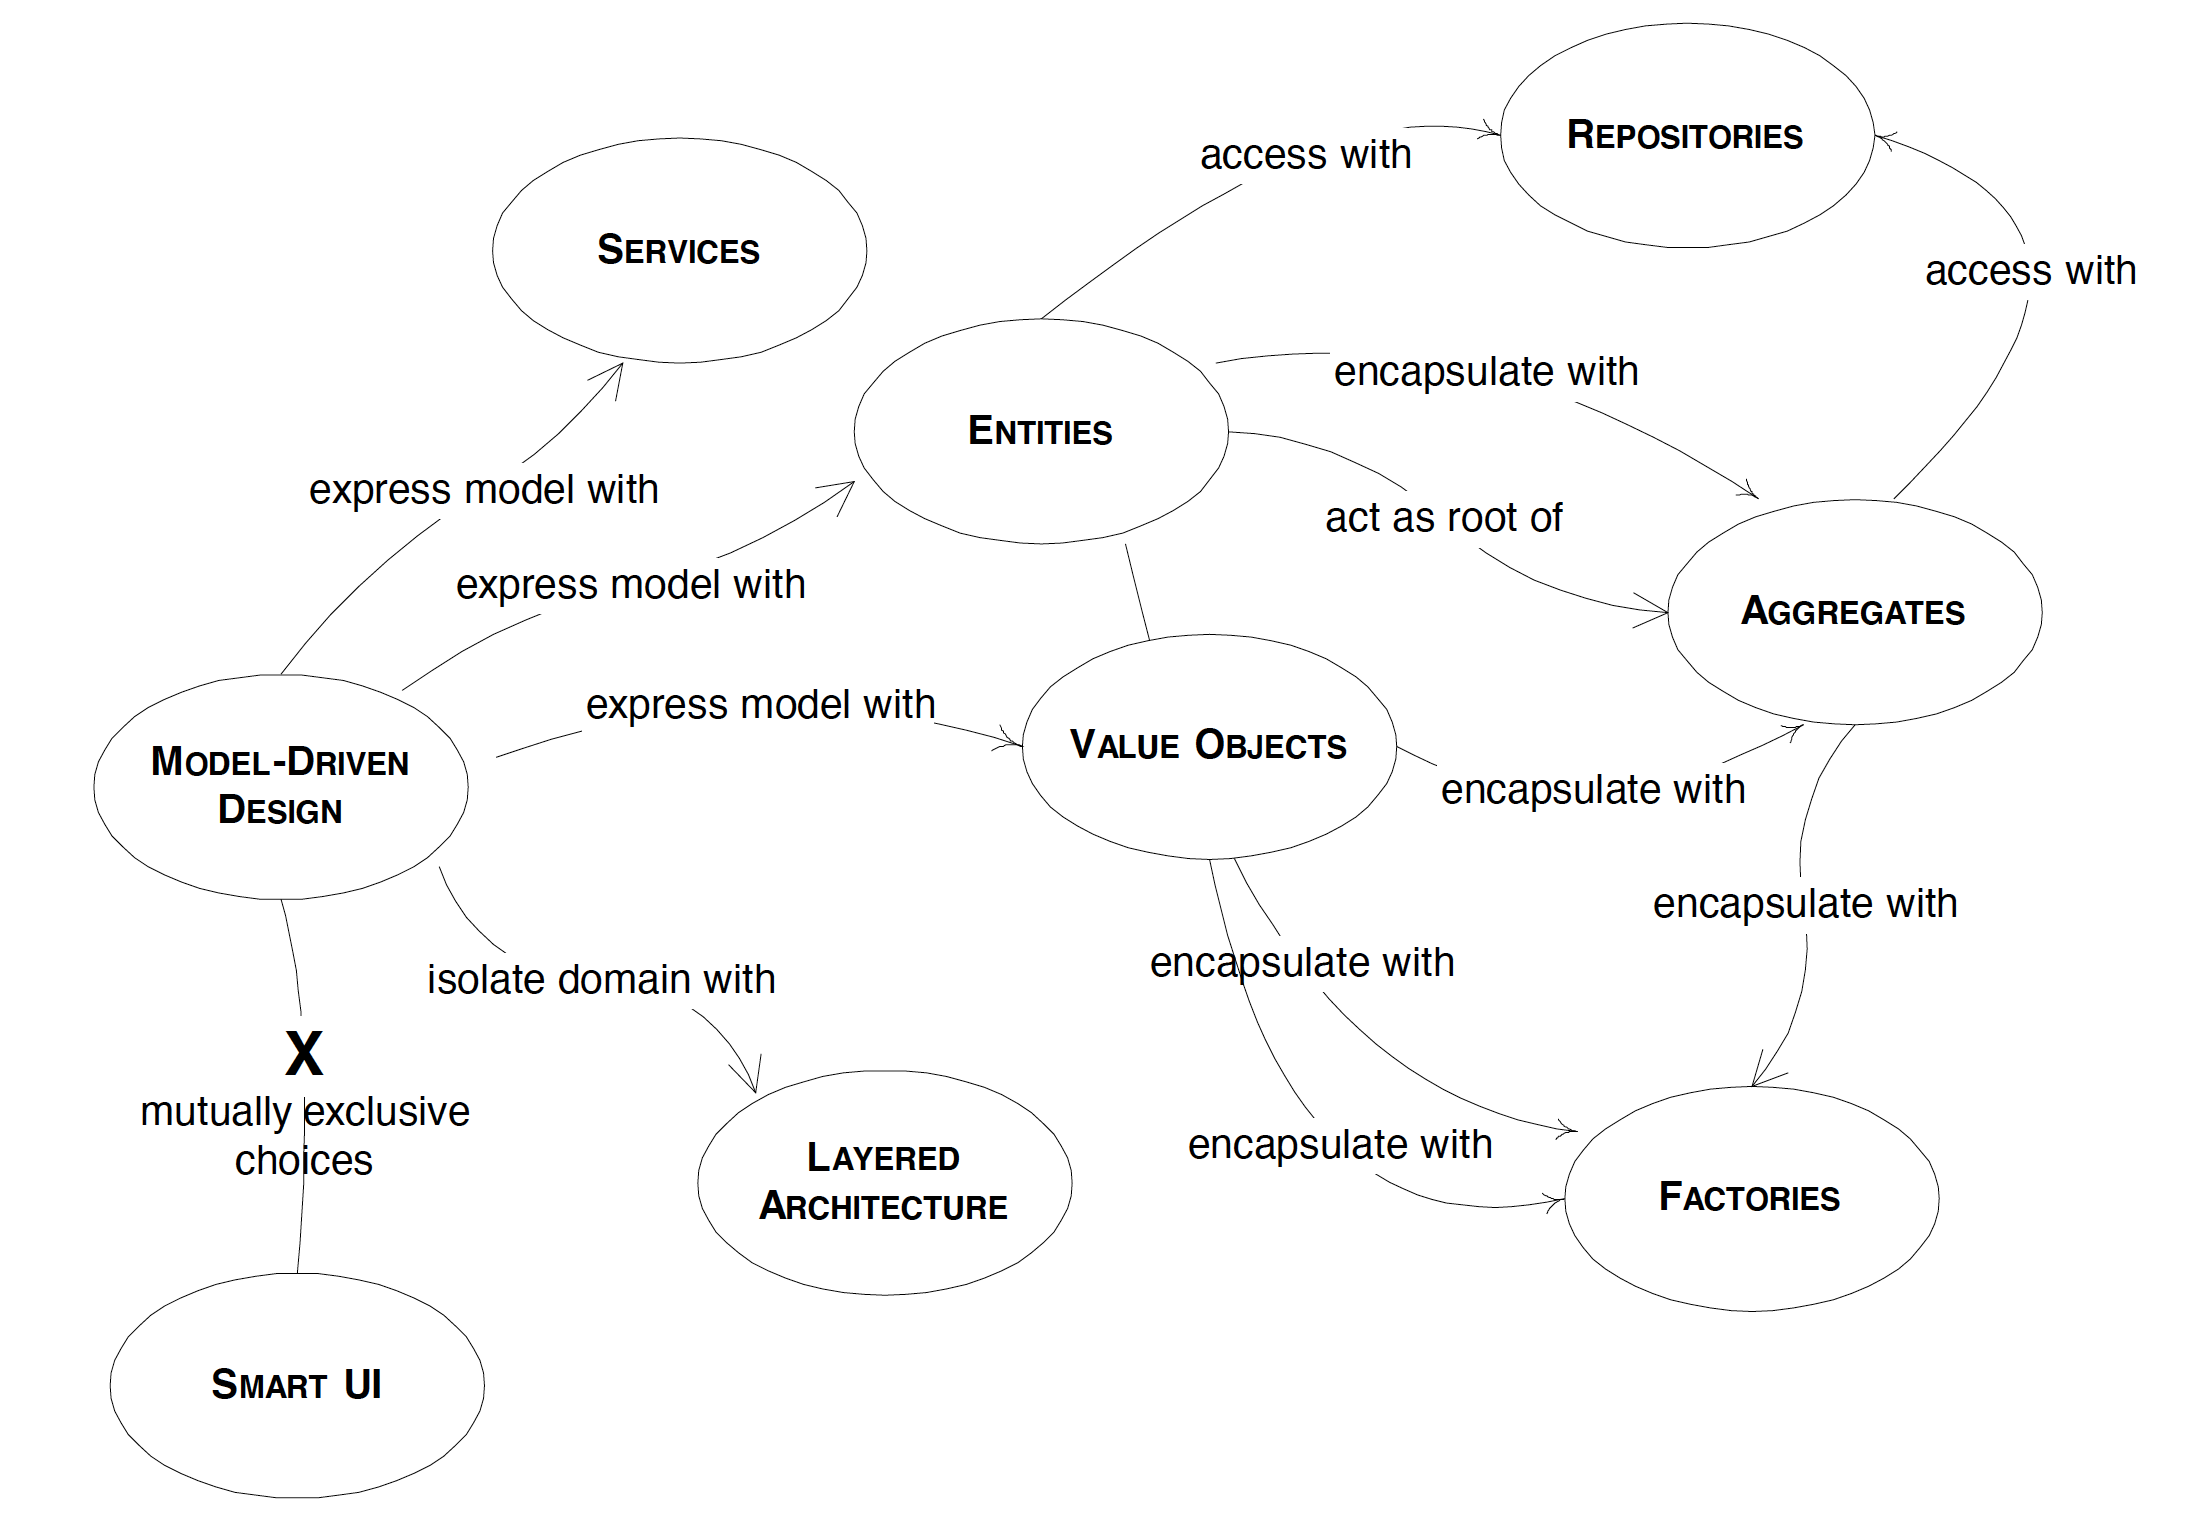 REPOSITORIES
access with
SERVICES
access with
encapsulate with
ENTITIES
express model with
act as root of
express model with
AGGREGATES
express model with
VALUE OBJECTS
MODEL-DRIVEN
DESIGN
encapsulate with
encapsulate with
encapsulate with
isolate domain with
X
mutually exclusive
choices
encapsulate with
LAYERED
ARCHITECTURE
FACTORIES
SMART UI